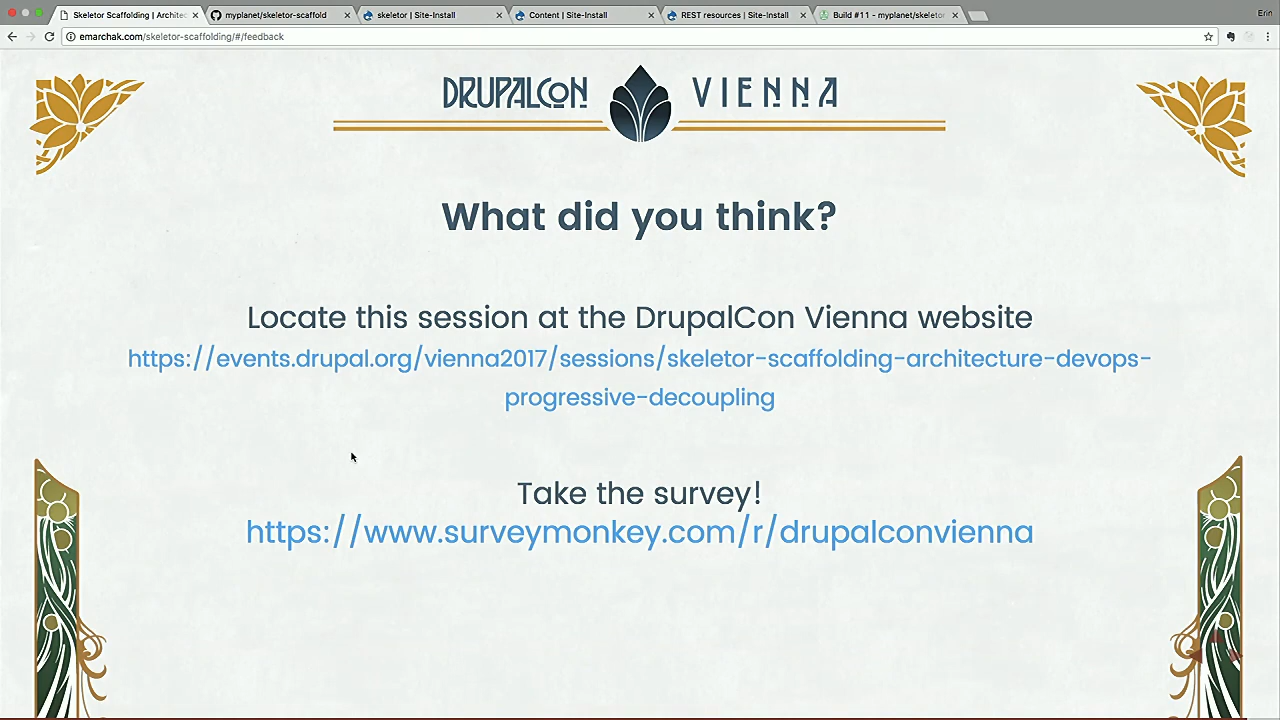 Skeletor Scaffolding | Architec
myplanet/skeletor-scaffold
skeletor | Site-Install
Content | Site-Install
REST resources | Site-Install
Build #11 - myplanet/skeletor
Erin
emarchak.com/skeletor-scaffolding/#/feedback
DRUPALCON VIENNA
What did you think?
Locate this session at the DrupalCon Vienna website
https://events.drupal.org/vienna2017/sessions/skeletor-scaffolding-architecture-devops-
progressive-decoupling
Take the survey!
https://www.surveymonkey.com/r/drupalconvienna